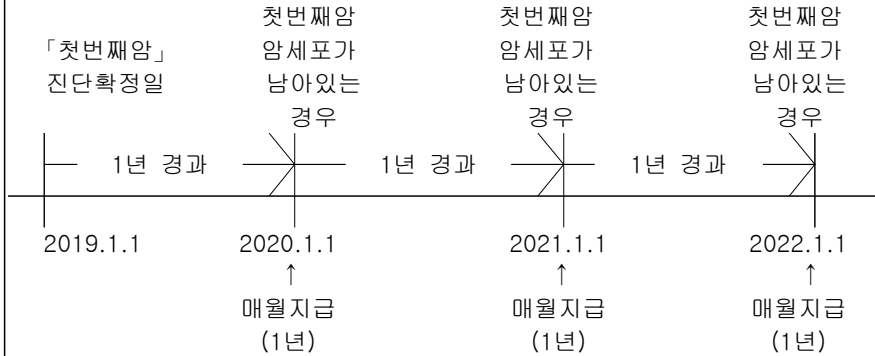 첫번째암 첫번째암 첫번째암
「첫번째암」 암세포가 암세포가 암세포가
진단확정일 남아있는 남아있는 남아있는
경우 경우 경우
1년 경과 1년 경과 1년 경과
2019.1.1 2020.1.1 2021.1.1 2022.1.1
↑ ↑ ↑
매월지급 매월지급 매월지급
(1년) (1년) (1년)